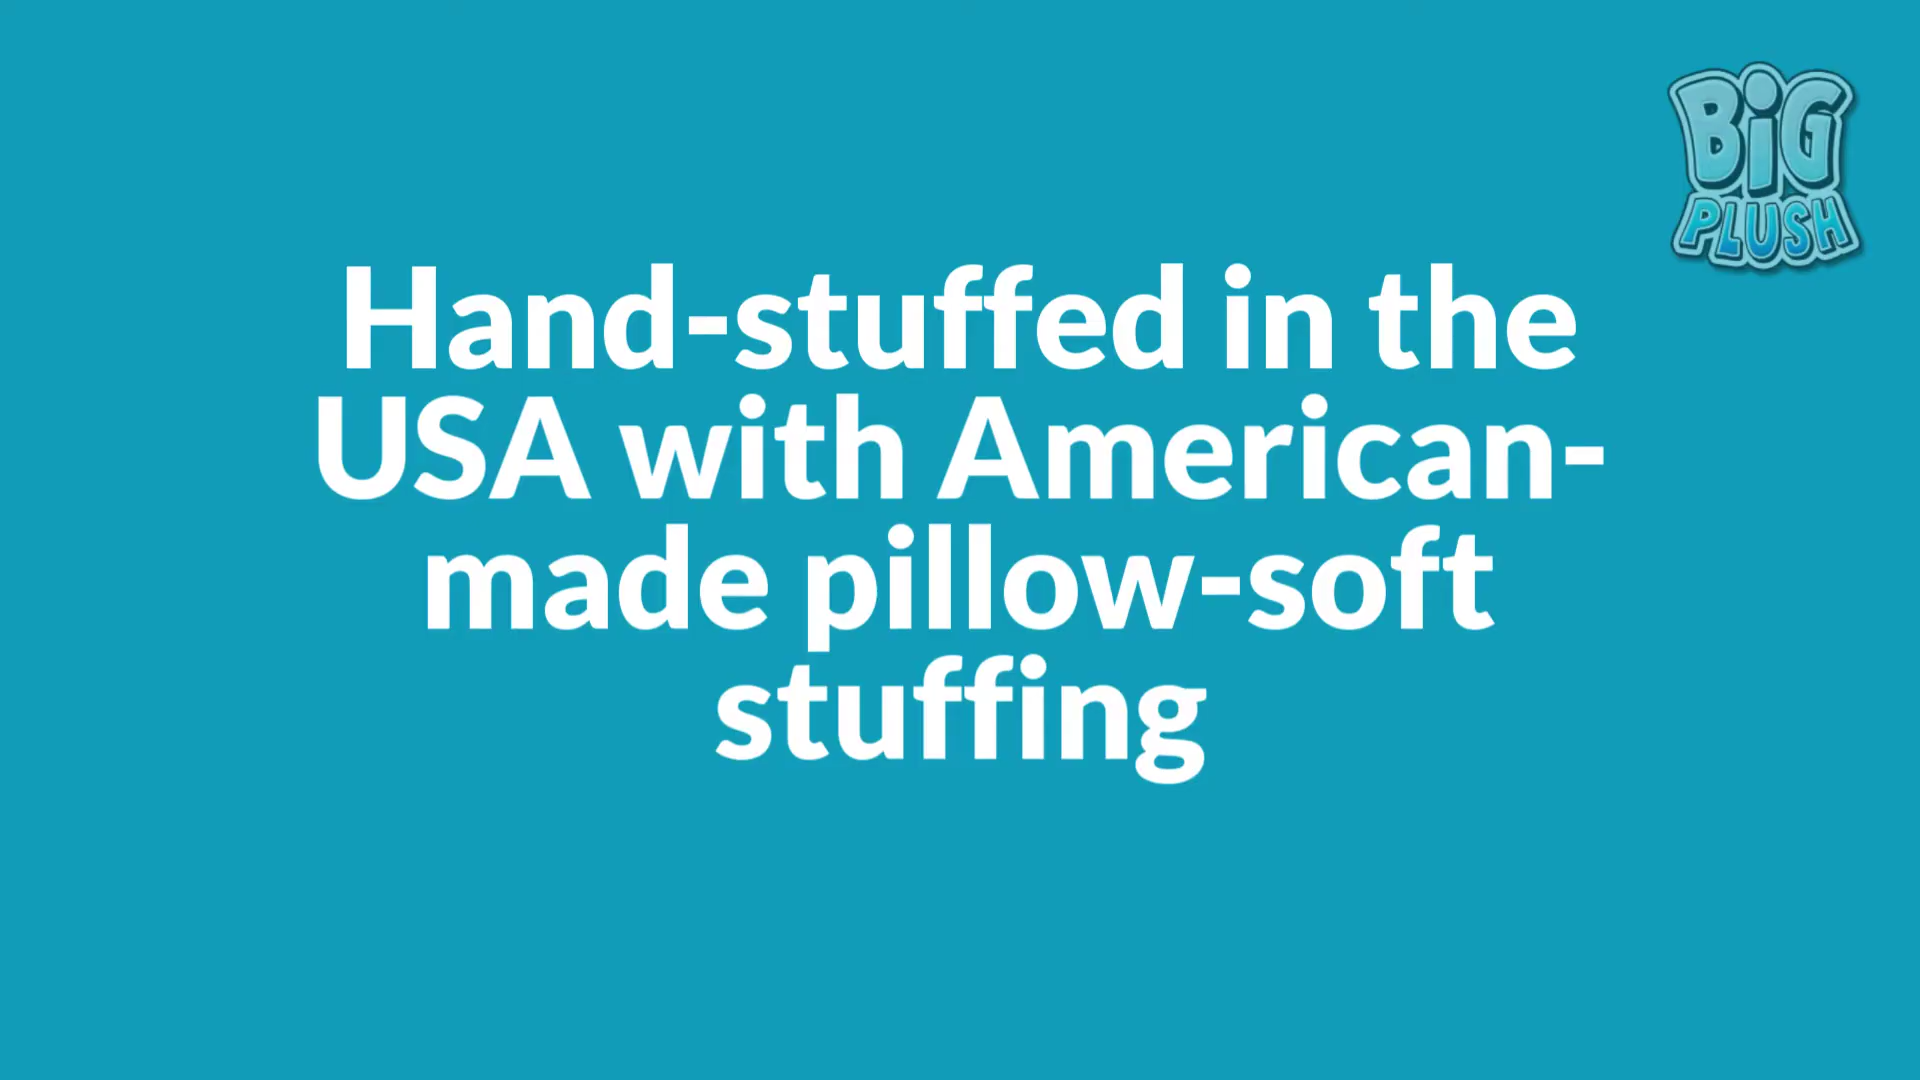 BiG
PLUSH
Hand-stuffed in the
USA with American-
made pillow-soft
stuffing